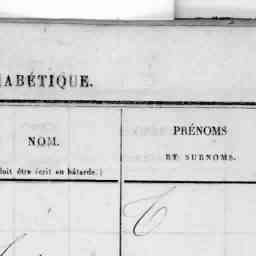 ABÉTIQUE.
NOM.
PRÉNOMS
ET SURNOMS.
doit être écrit en bâtarde.)